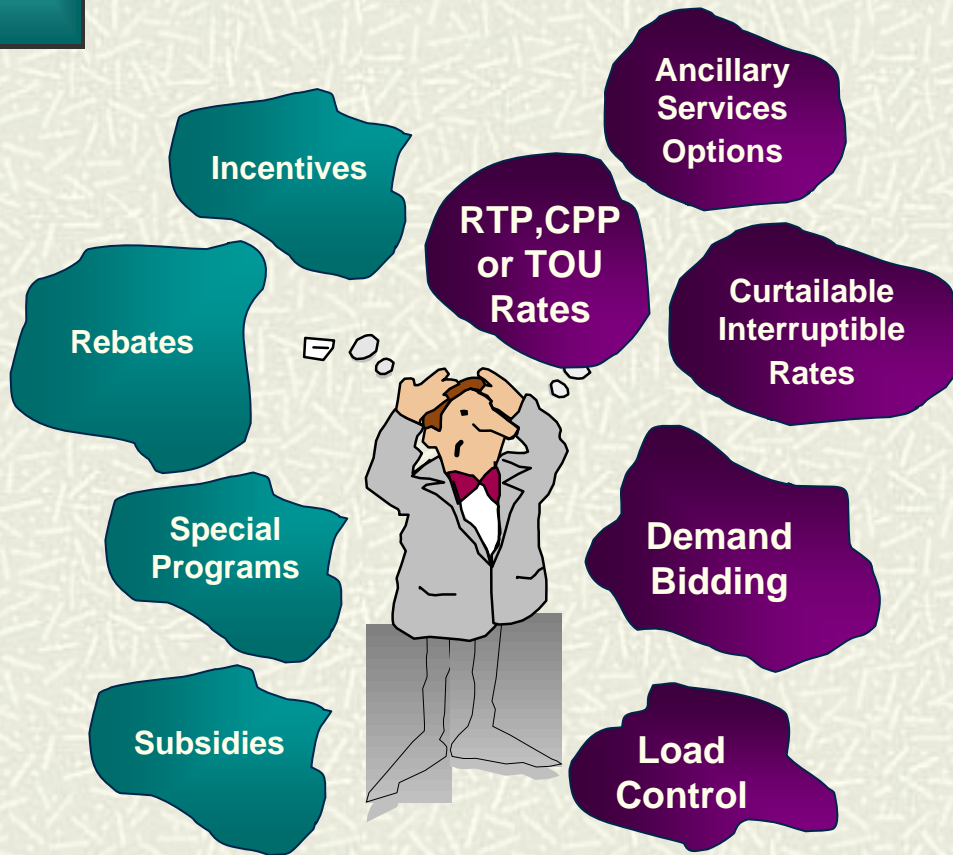 Incentives
Rebates
Special
Programs
Subsidies
RTP,CPP
or TOU
Rates
Ancillary
Services
Options
Curtailable
Interruptible
Rates
Demand
Bidding
Load
Control